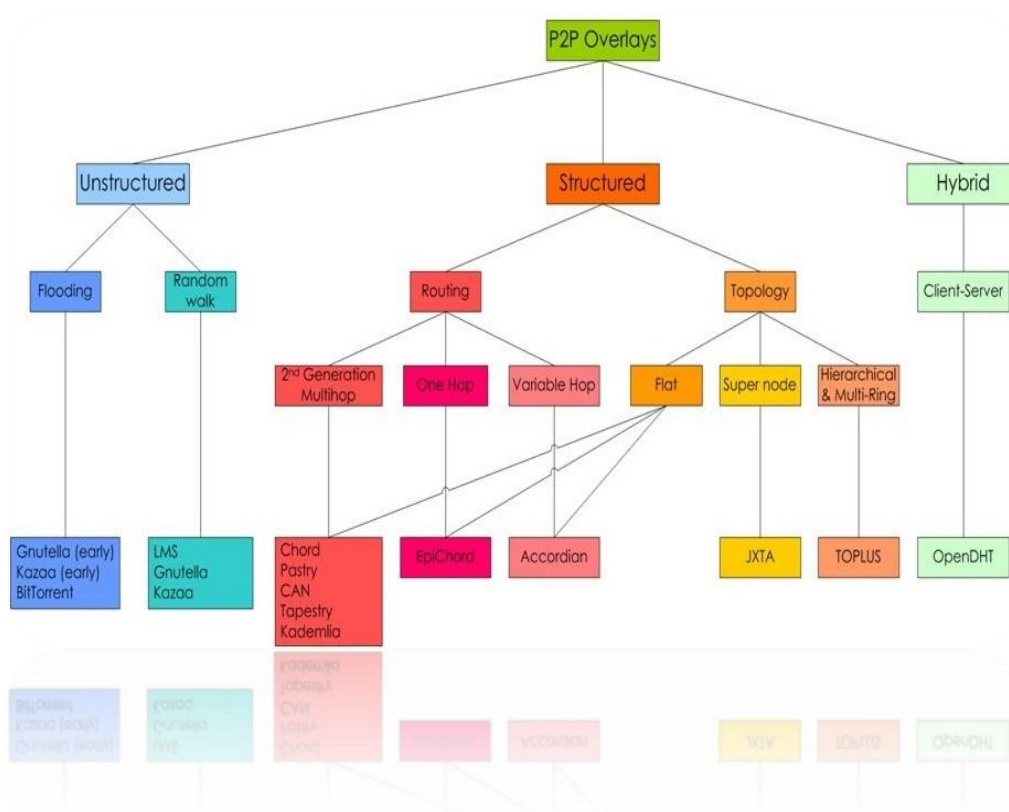 P2P Overlays
Unstructured
Structured
Hybrid
Flooding
Random
walk
Routing
Topology
Client-Server
2nd Generation
Multihop
One Hop
Variable Hop
Flat
Super node
Hierarchical
& Multi-Ring
Gnutella (early)
Kazaa (early)
BitTorrent
LMS
Gnutella
Kazaa
Chord
Pastry
CAN
Tapestry
Kademlia
EpiChord
Accordian
JXTA
TOPLUS
OpenDHT